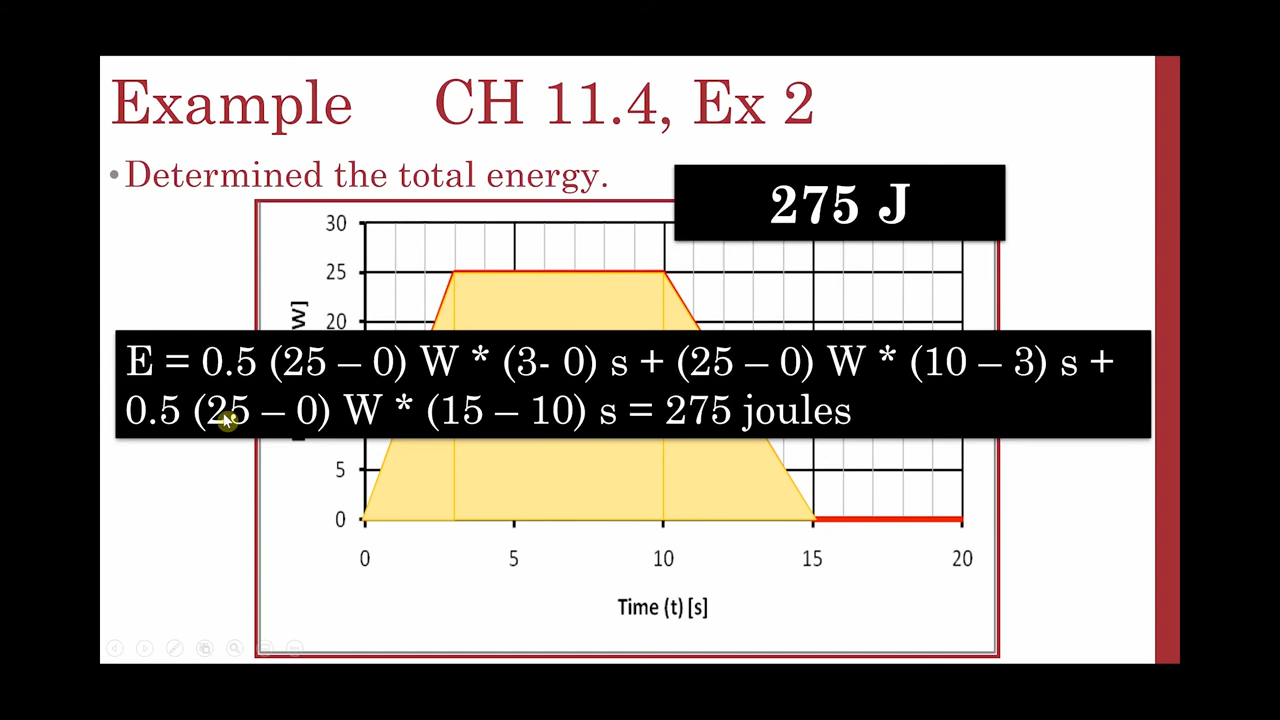 Example CH 11.4, Ex 2
•Determined the total energy.
275 J
30
25
20
W]
E = 0.5 (25 – 0) W * (3- 0) s + (25 – 0) W * (10 – 3) s +
0.5 (25 – 0) W * (15 – 10) s = 275 joules
5
0
0 5 10 15 20
Time (t) [s]